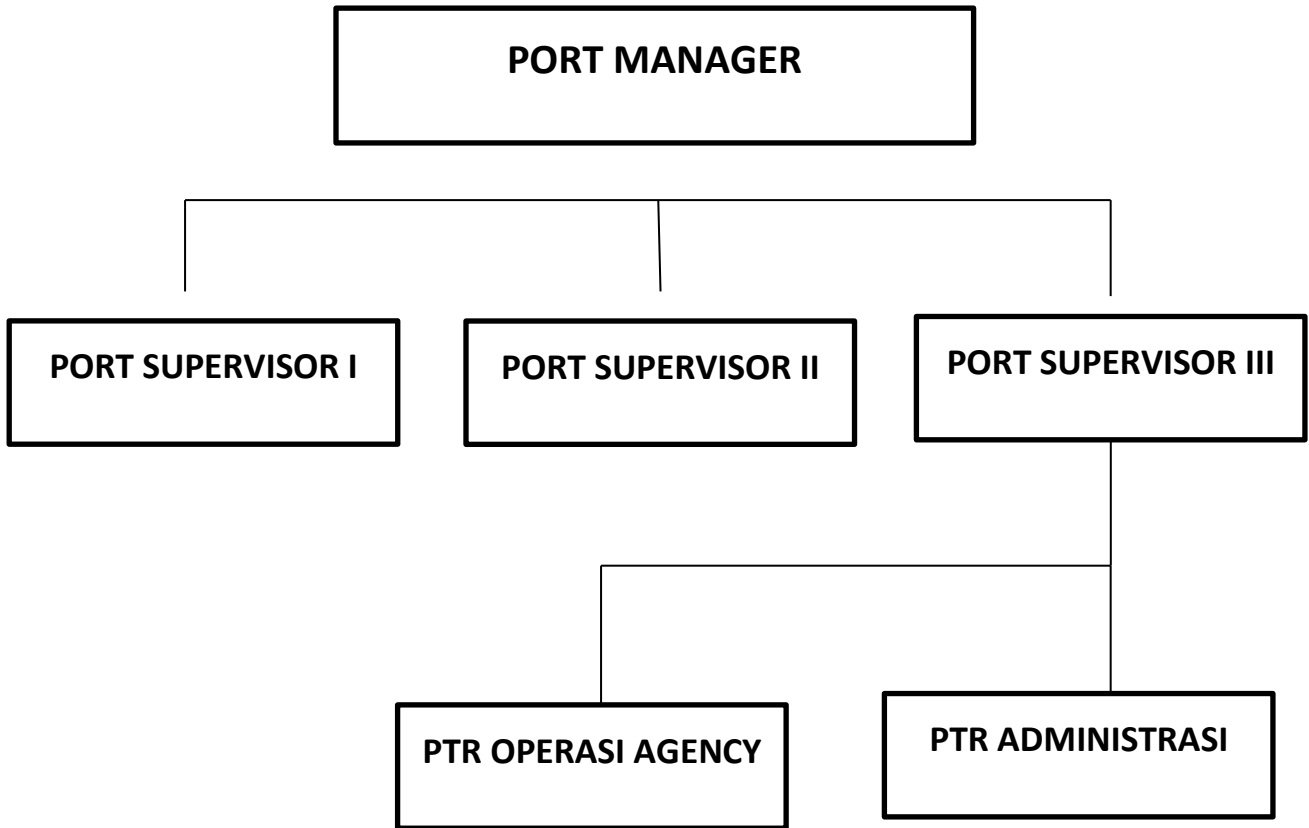 PORT MANAGER
PORT SUPERVISOR I
PORT SUPERVISOR II
PORT SUPERVISOR III
PTR OPERASI AGENCY
PTR ADMINISTRASI